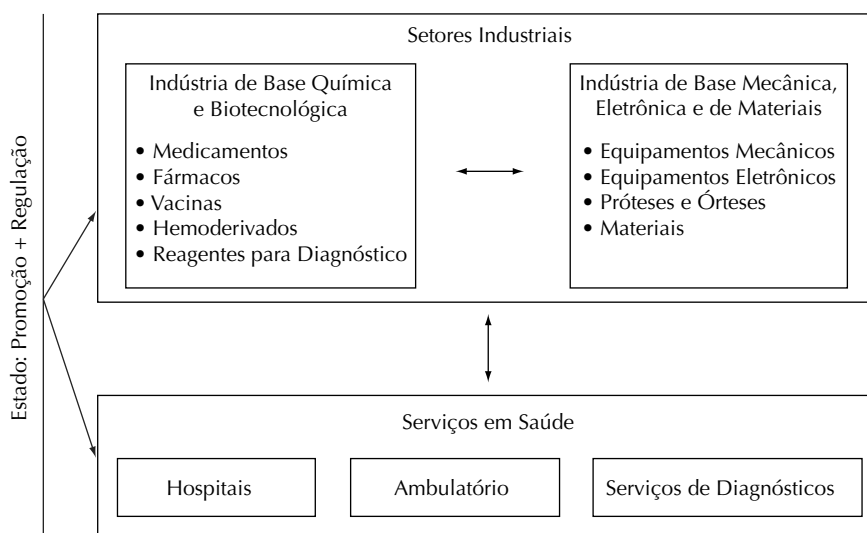 Estado: Promoção + Regulação
Setores Industriais
Indústria de Base Química
e Biotecnológica
• Medicamentos
• Fármacos
• Vacinas
• Hemoderivados
• Reagentes para Diagnóstico
Indústria de Base Mecânica,
Eletrônica e de Materiais
• Equipamentos Mecânicos
• Equipamentos Eletrônicos
• Próteses e Órteses
• Materiais
Serviços em Saúde
Hospitais
Ambulatório
Serviços de Diagnósticos